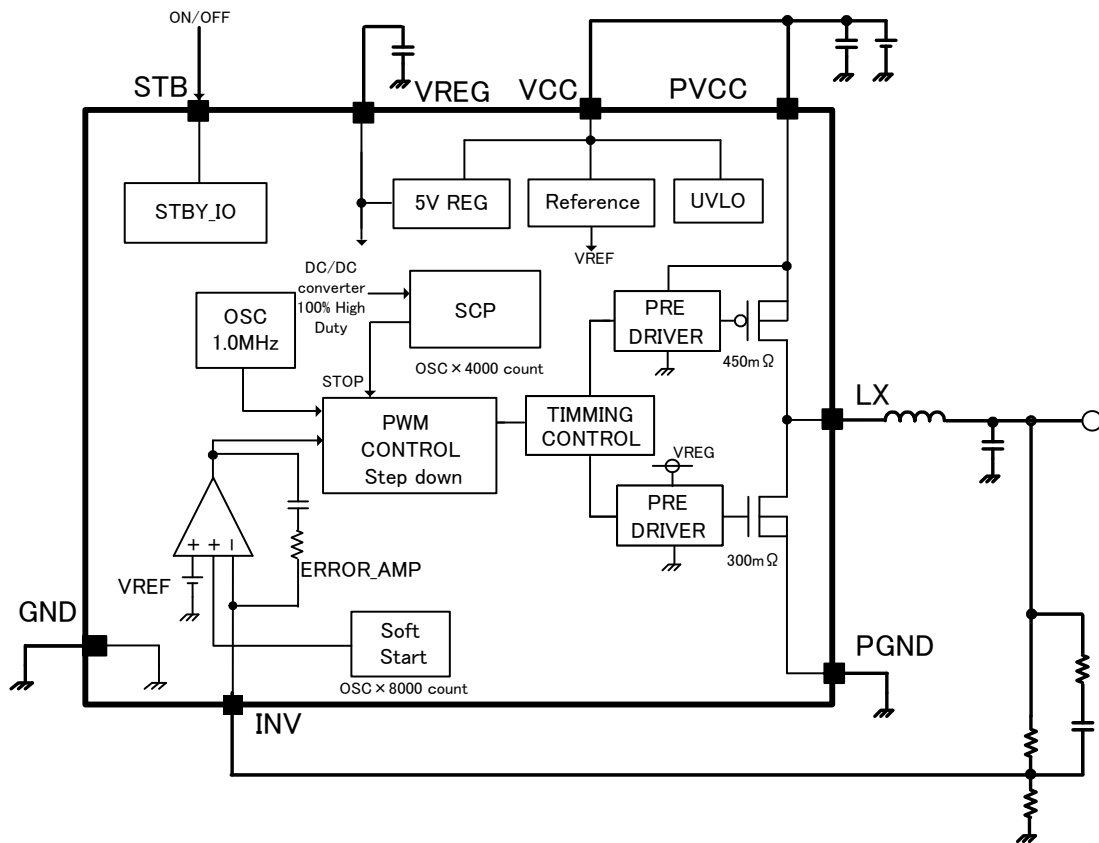 ON/OFF
STB
VREG
VCC
PVCC
STBY_IO
5V REG
Reference
UVLO
VREF
DC/DC
converter
100% High
Duty
SCP
OSC
1.0MHz
PRE
DRIVER
450mΩ
OSC×4000 count
STOP
LX
PWM
CONTROL
Step down
TIMMING
CONTROL
VREG
PRE
DRIVER
300mΩ
+ + −
ERROR_AMP
VREF
GND
Soft
Start
PGND
OSC×8000 count
INV